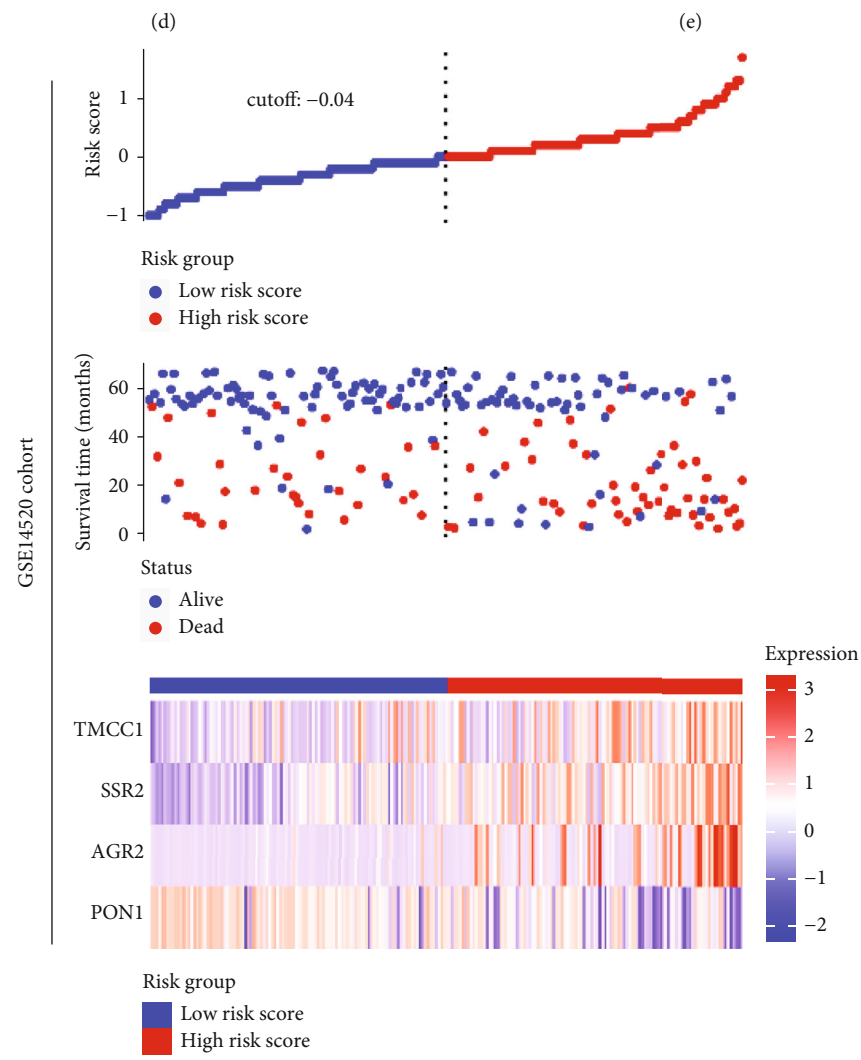 (d)
(e)
GSE14520 cohort
Risk score
1
0
−1
cutoff: −0.04
Risk group
Low risk score
High risk score
Survival time (months)
60
40
20
0
Status
Alive
Dead
Expression
3
2
1
0
−1
−2
TMCC1
SSR2
AGR2
PON1
Risk group
Low risk score
High risk score